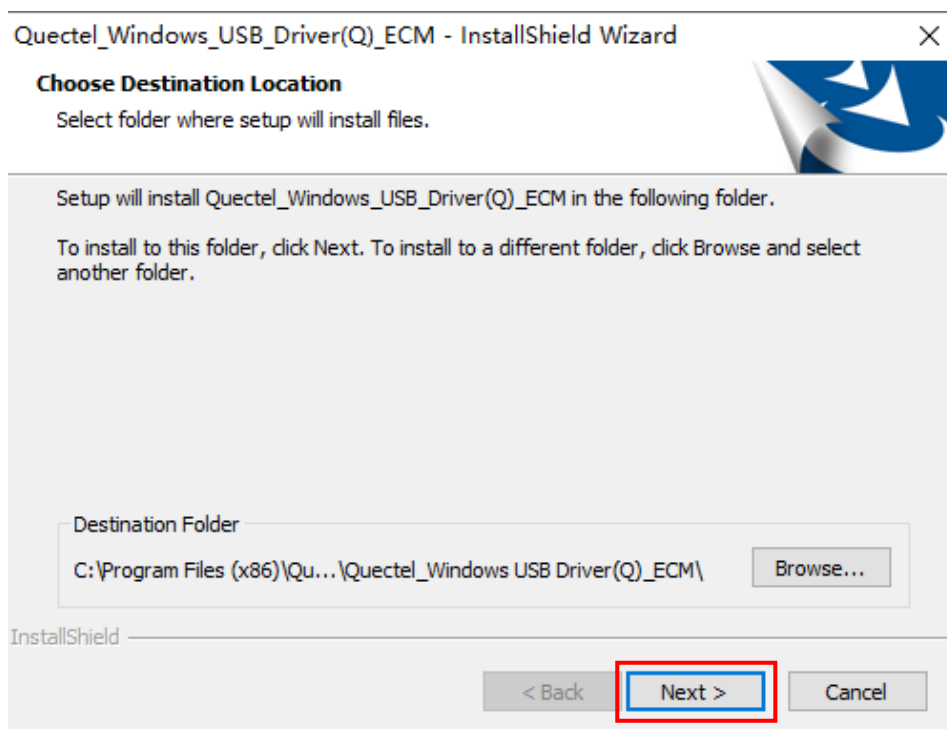 Quectel_Windows_USB_Driver(Q)_ECM - InstallShield Wizard
Choose Destination Location
Select folder where setup will install files.
Setup will install Quectel_Windows_USB_Driver(Q)_ECM in the following folder.
To install to this folder, click Next. To install to a different folder, click Browse and select
another folder.
Destination Folder
C:\Program Files (x86)\Qu...\Quectel_Windows USB Driver(Q)_ECM\
Browse...
InstallShield
< Back
Next >
Cancel